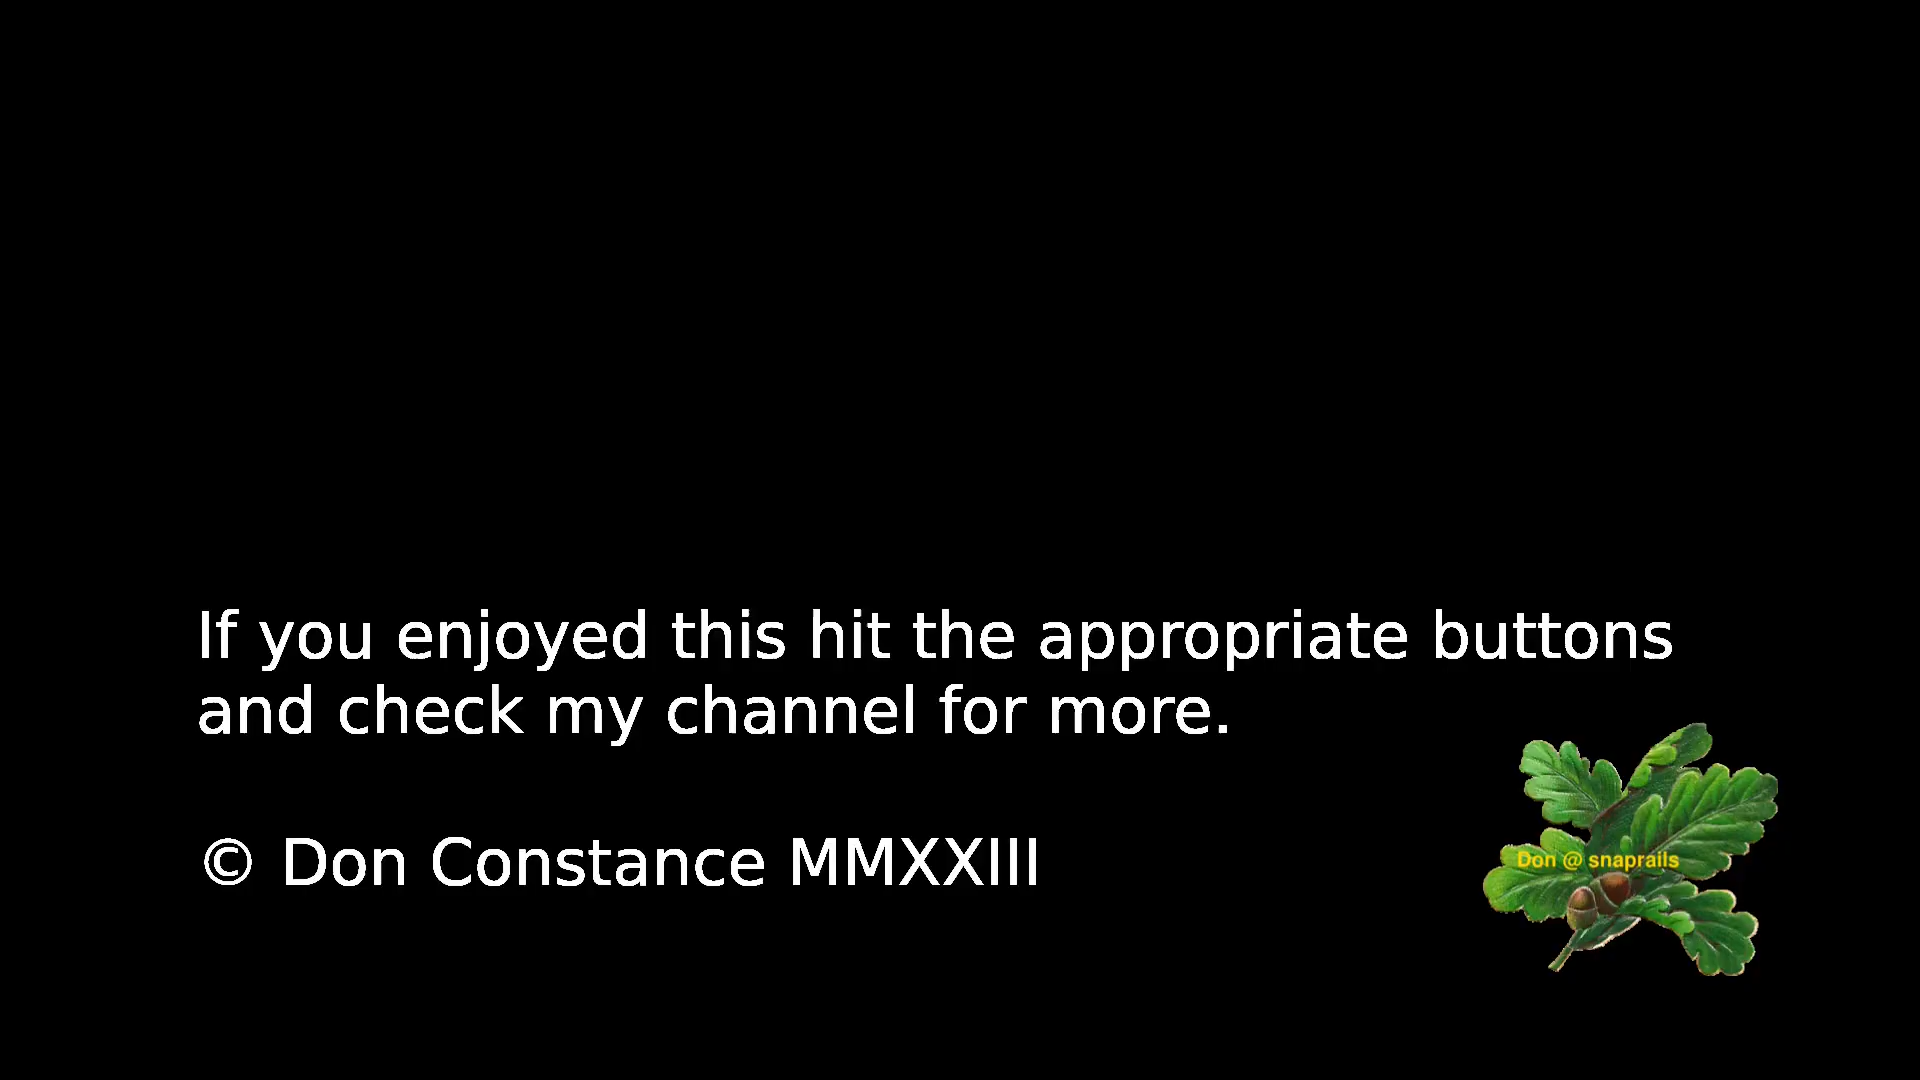 If you enjoyed this hit the appropriate buttons
and check my channel for more.
© Don Constance MMXXIII
Don @ snaprails